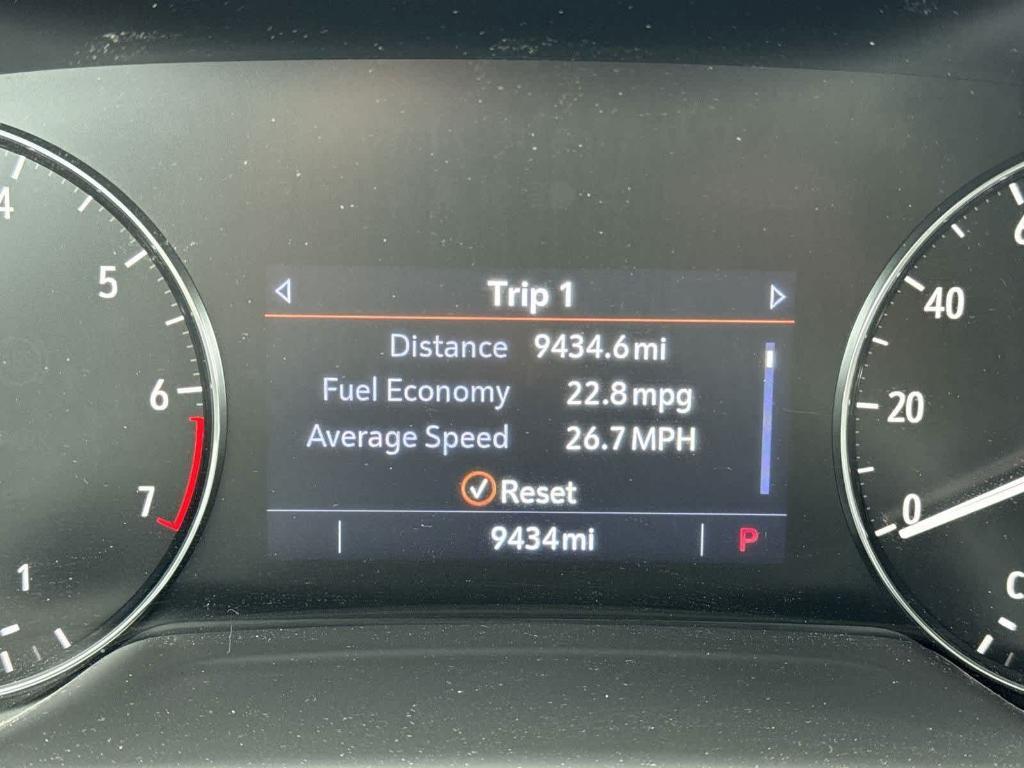 Trip 1
Distance 9434.6 mi
Fuel Economy 22.8 mpg
Average Speed 26.7 MPH
Reset
9434 mi
P
4
5
6
7
1
40
20
0
C